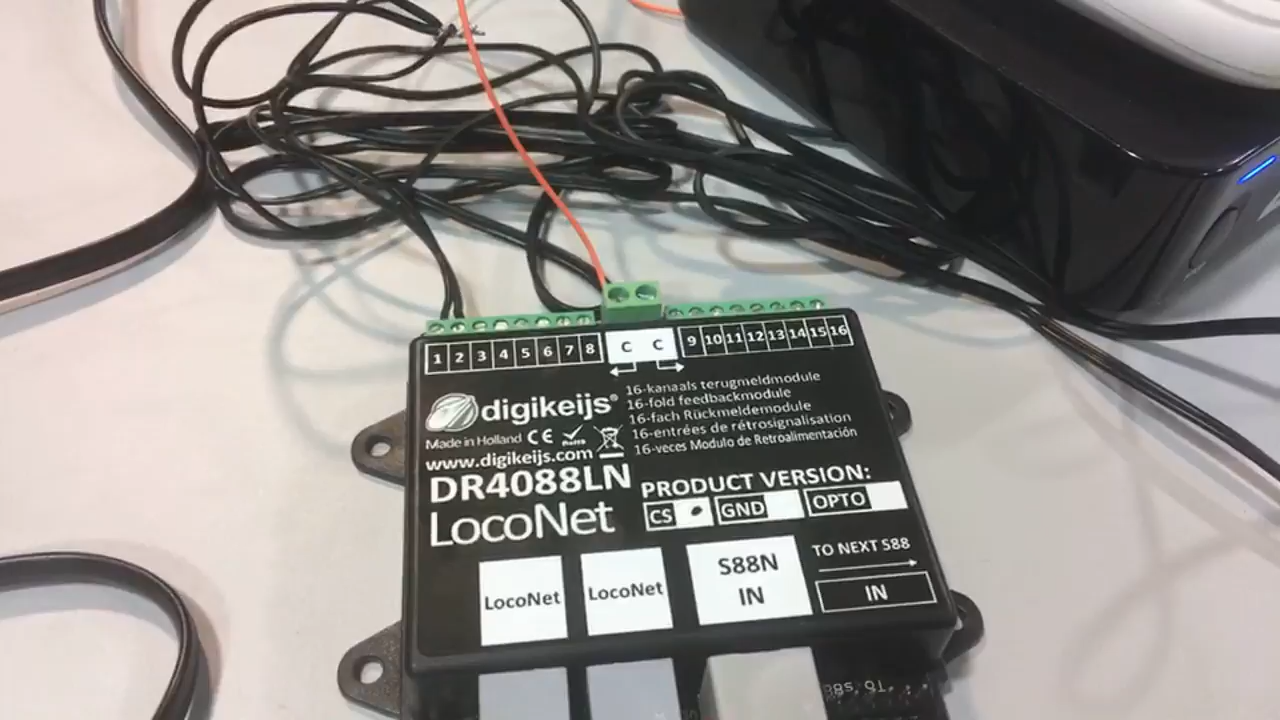 1 2 3 4 5 6 7 8 C C 9 10 11 12 13 14 15 16
digikeijs®
Made in Holland CE RoHS
www.digikeijs.com
16-kanaals terugmeldmodule
16-fold feedbackmodule
16-fach Rückmeldemodule
16-entrées de rétrosignalisation
16-veces Modulo de Retroalimentación
DR4088LN
LocoNet
PRODUCT VERSION:
CS GND OPTO
LocoNet
LocoNet
S88N
IN
TO NEXT S88
IN